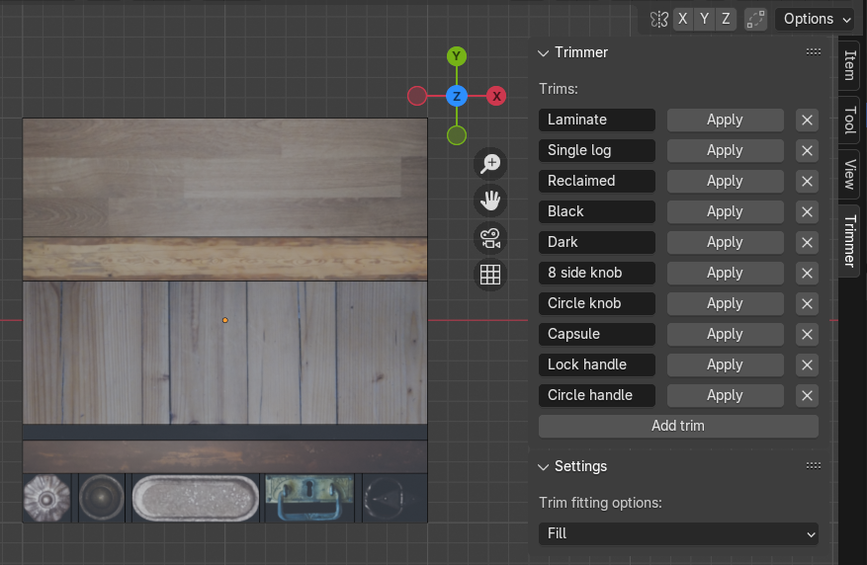 X Y Z Options
Trimmer
Y
Z X
Trims:
Laminate Apply
Single log Apply
Reclaimed Apply
Black Apply
Dark Apply
8 side knob Apply
Circle knob Apply
Capsule Apply
Lock handle Apply
Circle handle Apply
Add trim
Settings
Trim fitting options:
Fill
Item
Tool
View
Trimmer